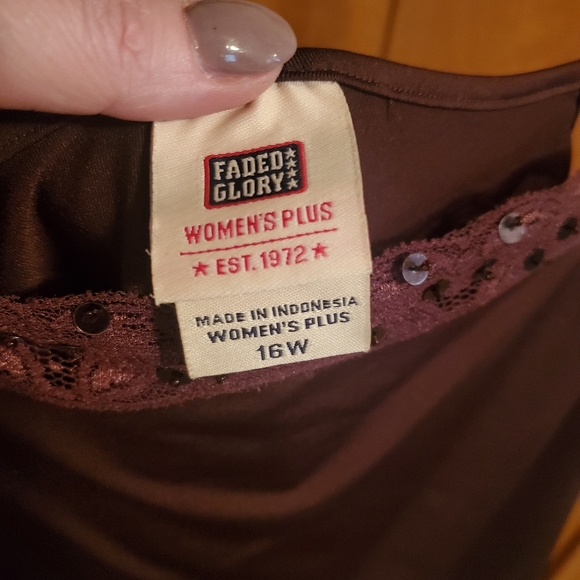 FADED
GLORY
WOMEN'S PLUS
★ EST. 1972 ★
MADE IN INDONESIA
WOMEN'S PLUS
16W